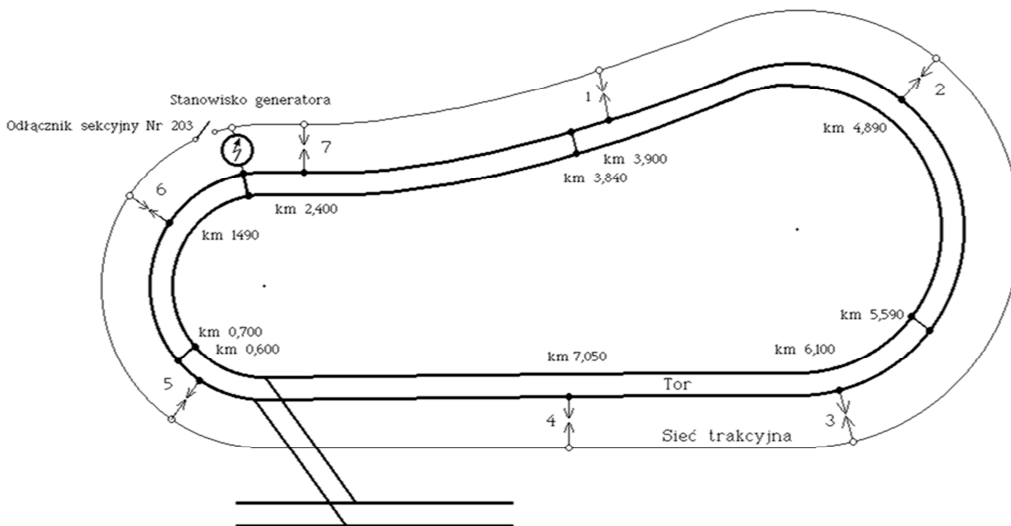 Stanowisko generatora
Odłącznik sekcyjny Nr 203
1
2
7
km 4,890
km 3,900
km 3,840
6
km 2,400
km 1490
km 5,590
km 0,700
km 0,600
km 7,050
km 6,100
5
Tor
4
3
Sieć trakcyjna